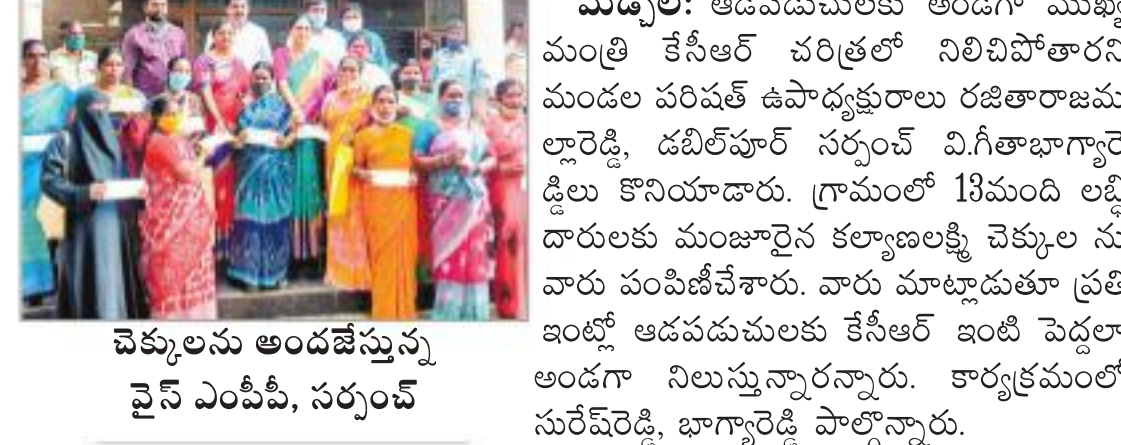 చెక్కులను అందజేస్తున్న
వైస్ ఎంపీపీ, సర్పంచ్
మేడ్చల్: ఆడపడుచులకు అండగా ముఖ్య
మంత్రి కేసీఆర్ చరిత్రలో నిలిచిపోతారని
మండల పరిషత్ ఉపాధ్యక్షురాలు రజితారాజమ
ల్లారెడ్డి, డబిల్‌పూర్ సర్పంచ్ వి.గీతాభాగ్యారె
డ్డిలు కొనియాడారు. గ్రామంలో 13మంది లబ్ధి
దారులకు మంజూరైన కల్యాణలక్ష్మి చెక్కుల ను
వారు పంపిణీచేశారు. వారు మాట్లాడుతూ ప్రతి
ఇంట్లో ఆడపడుచులకు కేసీఆర్ ఇంటి పెద్దలా
అండగా నిలుస్తున్నారన్నారు. కార్యక్రమంలో
సురేష్‌రెడ్డి, భాగ్యారెడ్డి పాల్గొన్నారు.